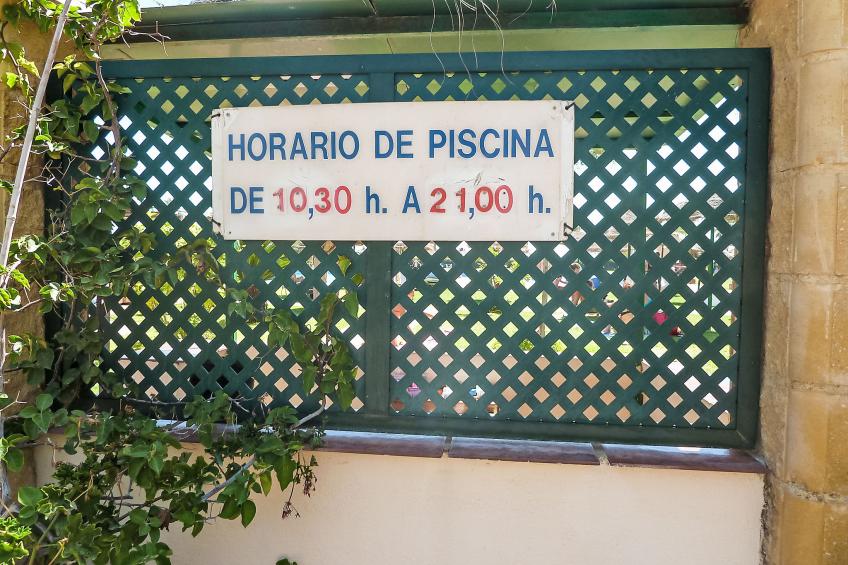 HORARIO DE PISCINA
DE 10,30 h. A 21,00 h.